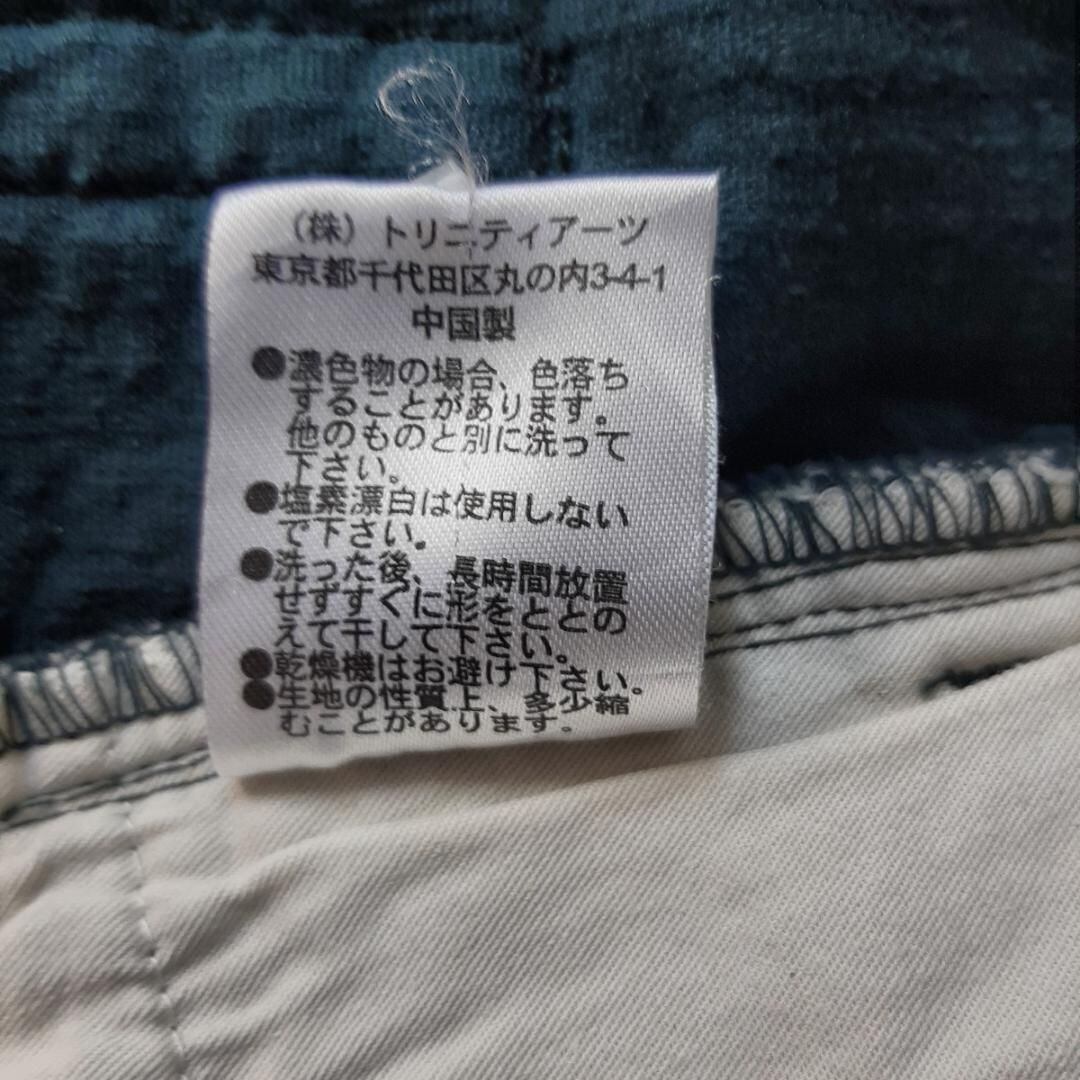 （株）トリニティアーツ
東京都千代田区丸の内3-4-1
中国製
●濃色物の場合、色落ち
することがあります。
他のものと別に洗って
下さい。
●塩素漂白は使用しない
で下さい。
●洗った後、長時間放置
せずすぐに形をととの
えて干して下さい。
●乾燥機はお避け下さい。
●生地の性質上、多少縮
むことがあります。